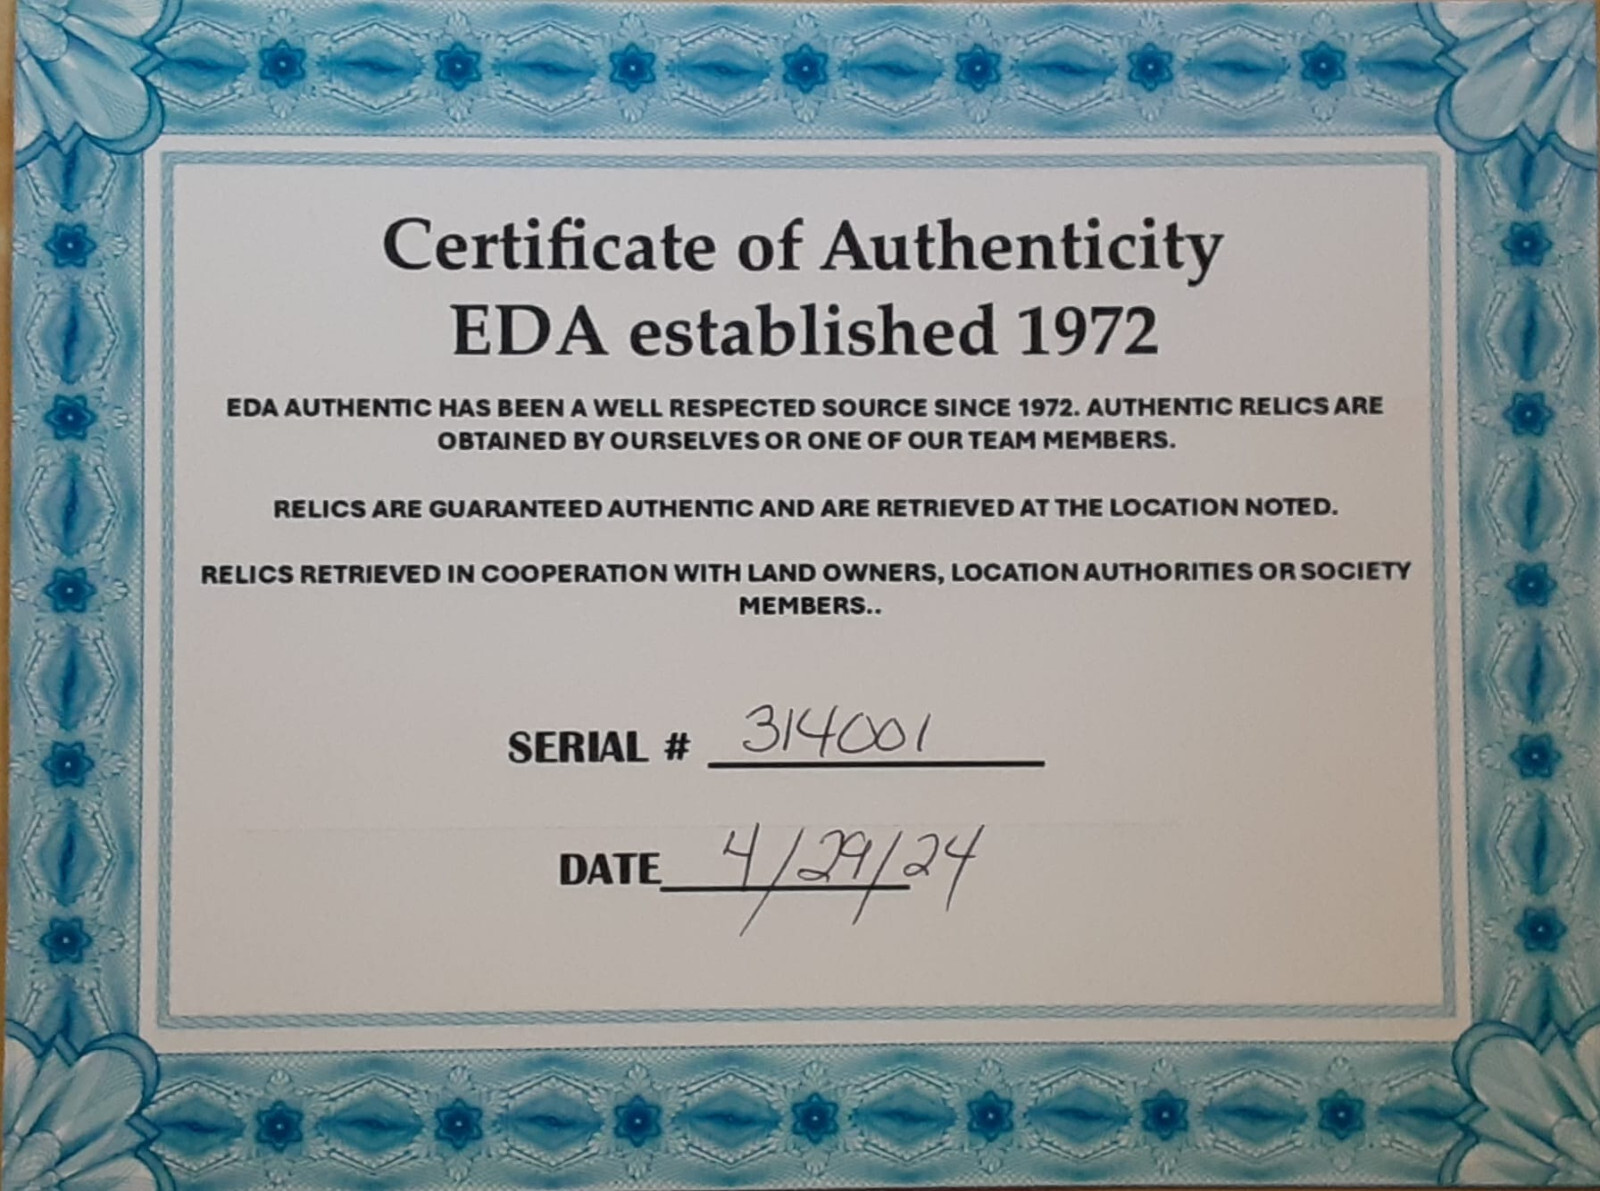 Certificate of Authenticity
EDA established 1972
EDA AUTHENTIC HAS BEEN A WELL RESPECTED SOURCE SINCE 1972. AUTHENTIC RELICS ARE
OBTAINED BY OURSELVES OR ONE OF OUR TEAM MEMBERS.
RELICS ARE GUARANTEED AUTHENTIC AND ARE RETRIEVED AT THE LOCATION NOTED.
RELICS RETRIEVED IN COOPERATION WITH LAND OWNERS, LOCATION AUTHORITIES OR SOCIETY
MEMBERS..
SERIAL # 314001
DATE 4/29/24